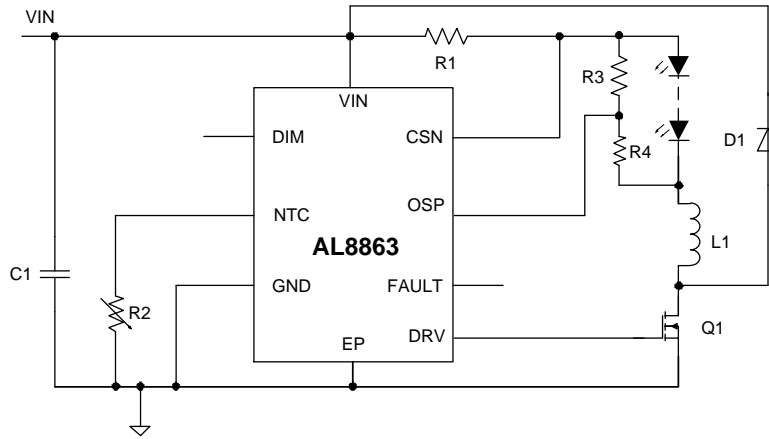 VIN
R1
R3
VIN
DIM
CSN
R4
D1
NTC
OSP
AL8863
L1
C1
R2
GND
FAULT
EP
DRV
Q1